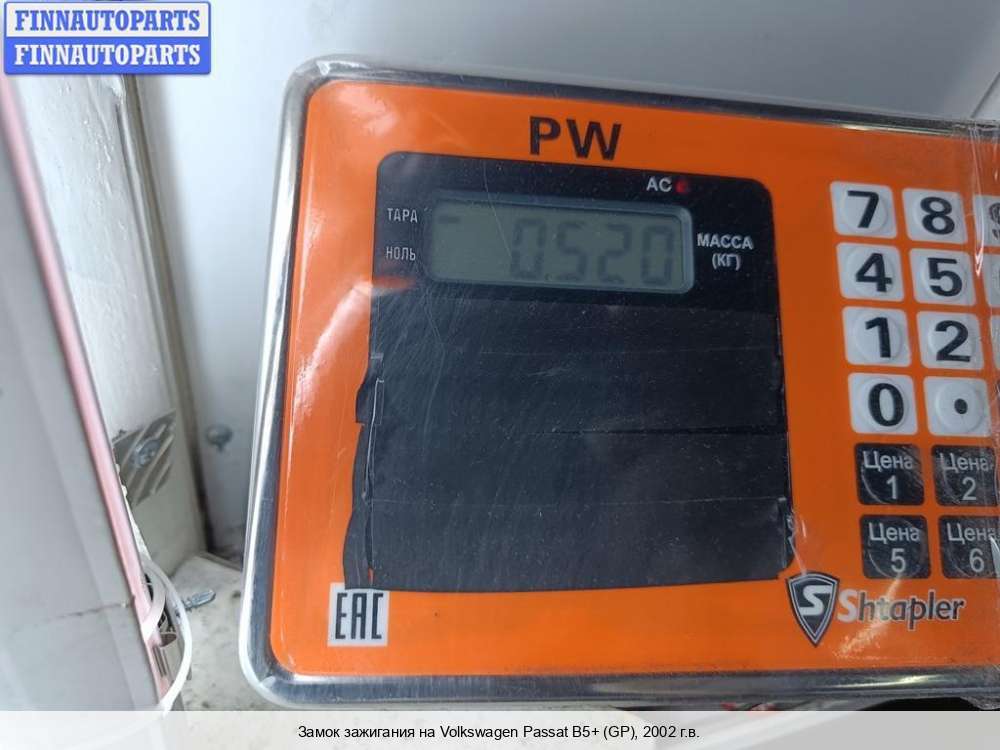 FINNAUTOPARTS
FINNAUTOPARTS
PW
AC
ТАРА
НОЛЬ
0.520
МАССА
(КГ)
7 8
4 5
1 2
0 •
Цена 1
Цена 2
Цена 5
Цена 6
EAC
S Shtapler
Замок зажигания на Volkswagen Passat B5+ (GP), 2002 г.в.